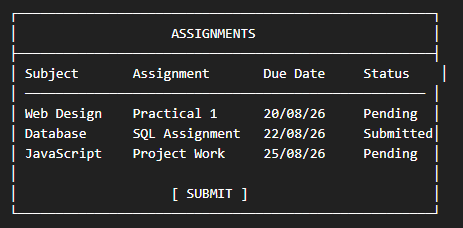 ASSIGNMENTS
Subject Assignment Due Date Status
Web Design Practical 1 20/08/26 Pending
Database SQL Assignment 22/08/26 Submitted
JavaScript Project Work 25/08/26 Pending
[ SUBMIT ]